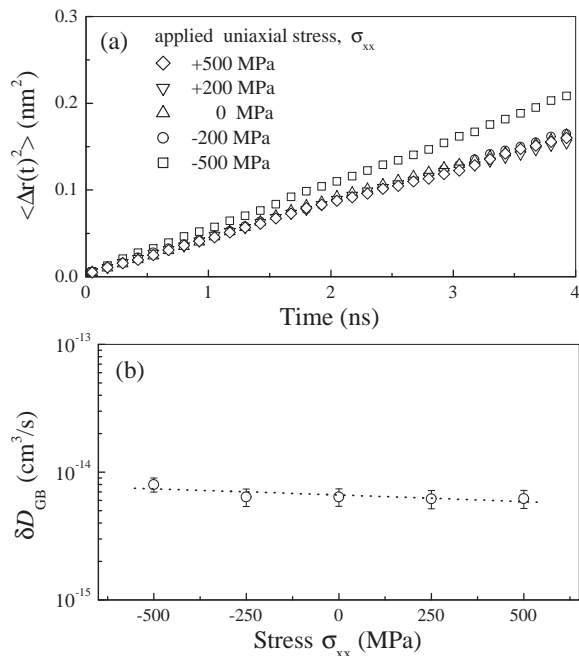 (a) applied uniaxial stress, σxx
+500 MPa
+200 MPa
0 MPa
-200 MPa
-500 MPa
<Δr(t)²> (nm²)
0.3
0.2
0.1
0.0
0 1 2 3 4
Time (ns)
(b)
δD_GB (cm³/s)
10⁻¹³
10⁻¹⁴
10⁻¹⁵
-500 -250 0 250 500
Stress σxx (MPa)